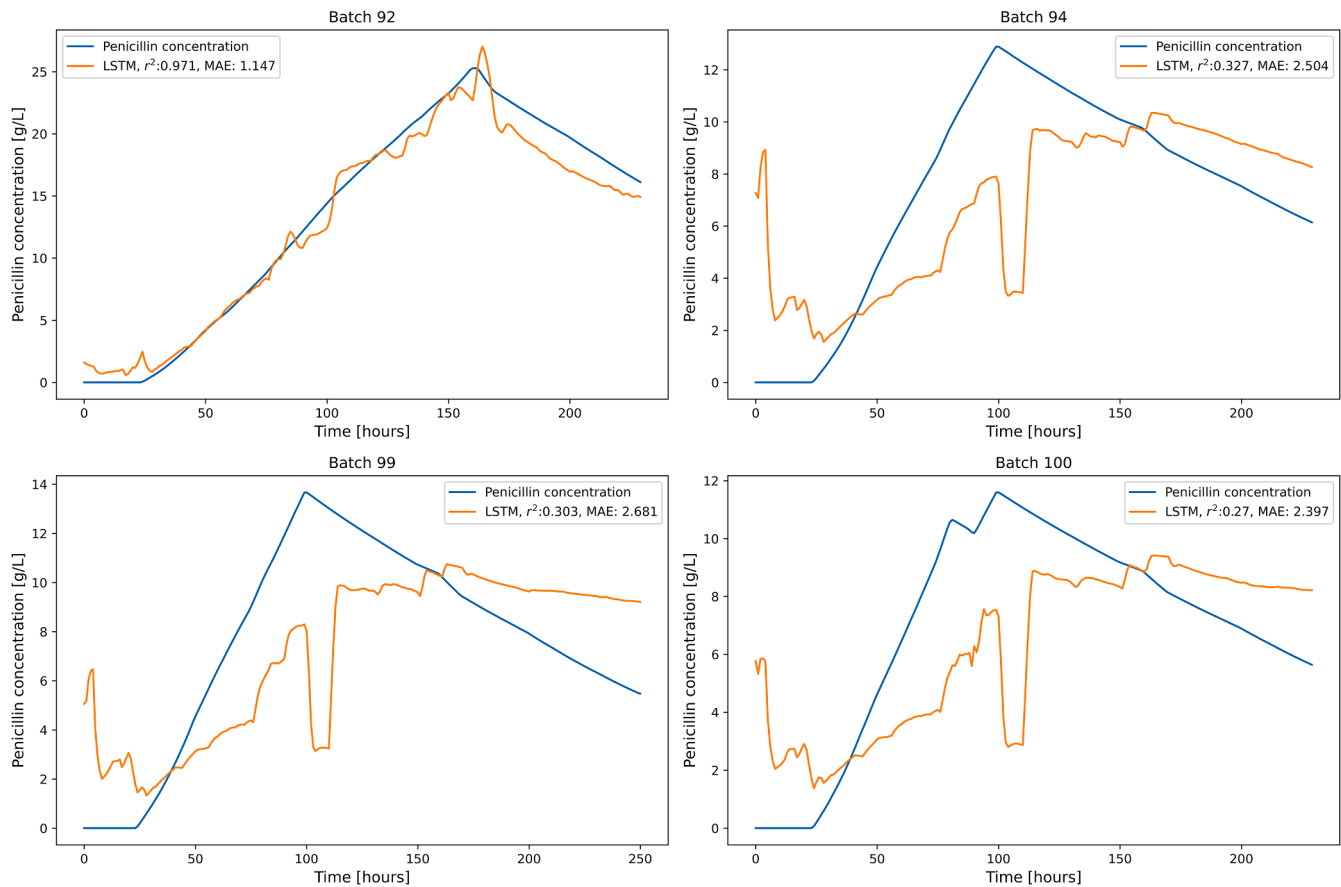 Batch 92
Penicillin concentration
LSTM, r²:0.971, MAE: 1.147
Penicillin concentration [g/L]
25
20
15
10
5
0
0 50 100 150 200
Time [hours]
Batch 94
Penicillin concentration
LSTM, r²:0.327, MAE: 2.504
Penicillin concentration [g/L]
12
10
8
6
4
2
0
0 50 100 150 200
Time [hours]
Batch 99
Penicillin concentration
LSTM, r²:0.303, MAE: 2.681
Penicillin concentration [g/L]
14
12
10
8
6
4
2
0
0 50 100 150 200 250
Time [hours]
Batch 100
Penicillin concentration
LSTM, r²:0.27, MAE: 2.397
Penicillin concentration [g/L]
12
10
8
6
4
2
0
0 50 100 150 200
Time [hours]